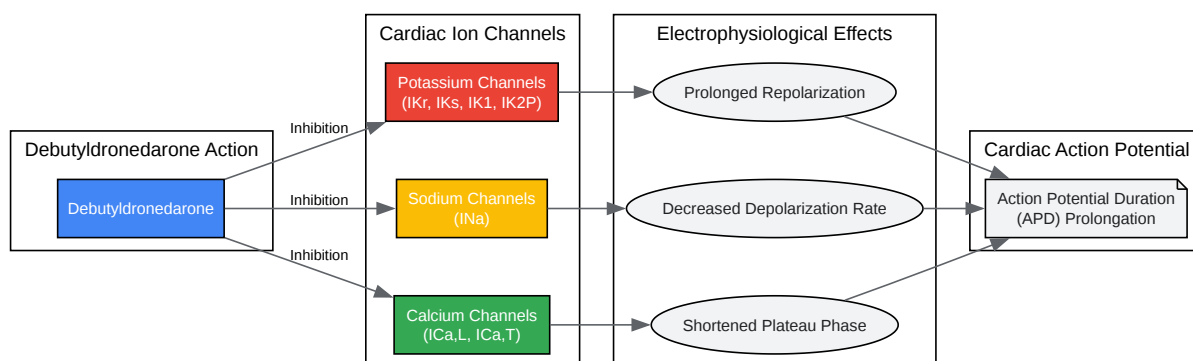 Debutyldronedarone Action
Debutyldronedarone
Inhibition
Inhibition
Inhibition
Cardiac Ion Channels
Potassium Channels
(IKr, IKs, IK1, IK2P)
Sodium Channels
(INa)
Calcium Channels
(ICa,L, ICa,T)
Electrophysiological Effects
Prolonged Repolarization
Decreased Depolarization Rate
Shortened Plateau Phase
Cardiac Action Potential
Action Potential Duration
(APD) Prolongation